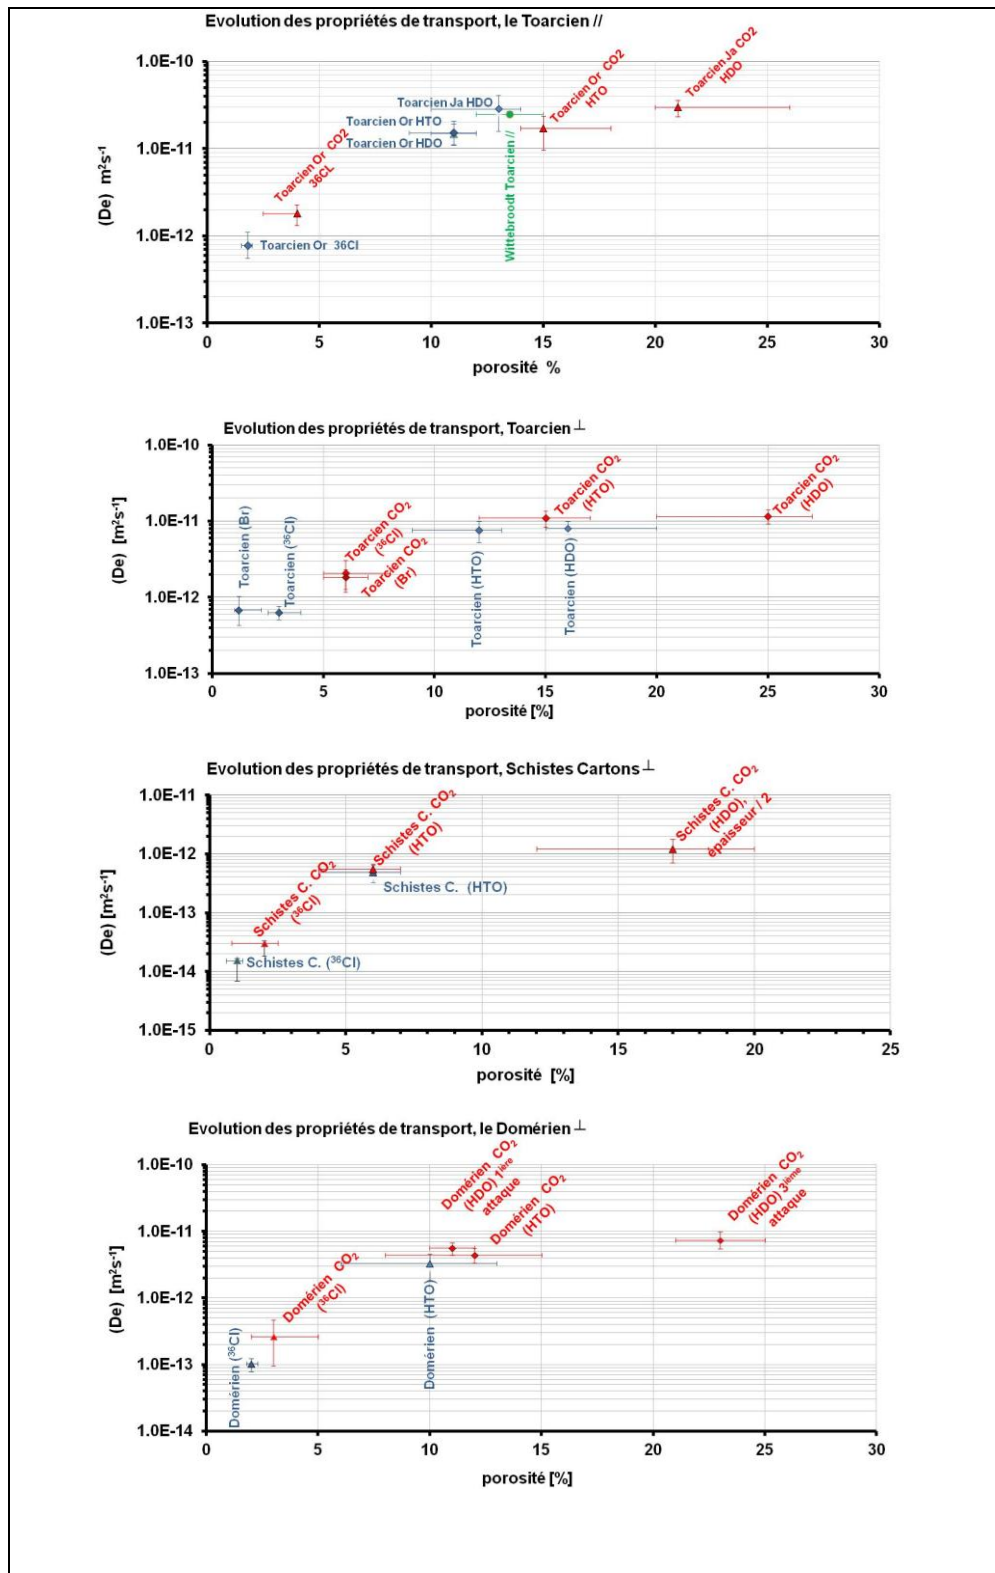 Evolution des propriétés de transport, le Toarcien //
(De) m²s⁻¹
1.0E-10
1.0E-11
1.0E-12
1.0E-13
Toarcien Or CO2
36CL
Toarcien Or 36Cl
Toarcien Ja HDO
Toarcien Or HTO
Toarcien Or HDO
Wittebroodt Toarcien //
Toarcien Or CO2
HTO
Toarcien Ja CO2
HDO
0 5 10 15 20 25 30
porosité %
Evolution des propriétés de transport, Toarcien ⊥
(De) [m²s⁻¹]
1.0E-10
1.0E-11
1.0E-12
1.0E-13
Toarcien (Br)
Toarcien (³⁶Cl)
Toarcien CO₂
(³⁶Cl)
Toarcien CO₂
(Br)
Toarcien (HTO)
Toarcien CO₂
(HTO)
Toarcien (HDO)
Toarcien CO₂
(HDO)
0 5 10 15 20 25 30
porosité [%]
Evolution des propriétés de transport, Schistes Cartons ⊥
(De) [m²s⁻¹]
1.0E-11
1.0E-12
1.0E-13
1.0E-14
1.0E-15
Schistes C. CO₂
(³⁶Cl)
Schistes C. (³⁶Cl)
Schistes C. CO₂
(HTO)
Schistes C. (HTO)
Schistes C. CO₂
(HDO),
épaisseur / 2
0 5 10 15 20 25
porosité [%]
Evolution des propriétés de transport, le Domérien ⊥
(De) [m²s⁻¹]
1.0E-10
1.0E-11
1.0E-12
1.0E-13
1.0E-14
Domérien (³⁶Cl)
Domérien CO₂
(³⁶Cl)
Domérien (HTO)
Domérien CO₂
(HDO) 1ⁱèʳᵉ
attaque
Domérien CO₂
(HTO)
Domérien CO₂
(HDO) 3ⁱᵉᵐᵉ
attaque
0 5 10 15 20 25 30
porosité [%]